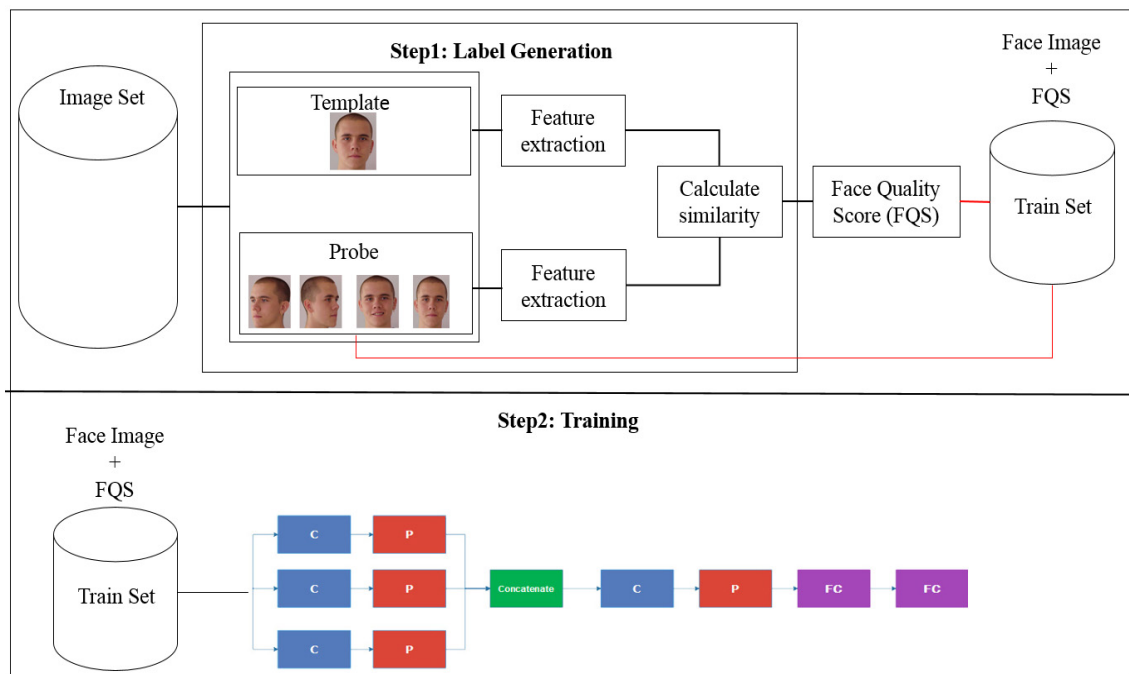 Step1: Label Generation
Face Image
+
FQS
Image Set
Template
Feature
extraction
Calculate
similarity
Face Quality
Score (FQS)
Train Set
Probe
Feature
extraction
Step2: Training
Face Image
+
FQS
Train Set
C
P
C
P
Concatenate
C
P
FC
FC
C
P